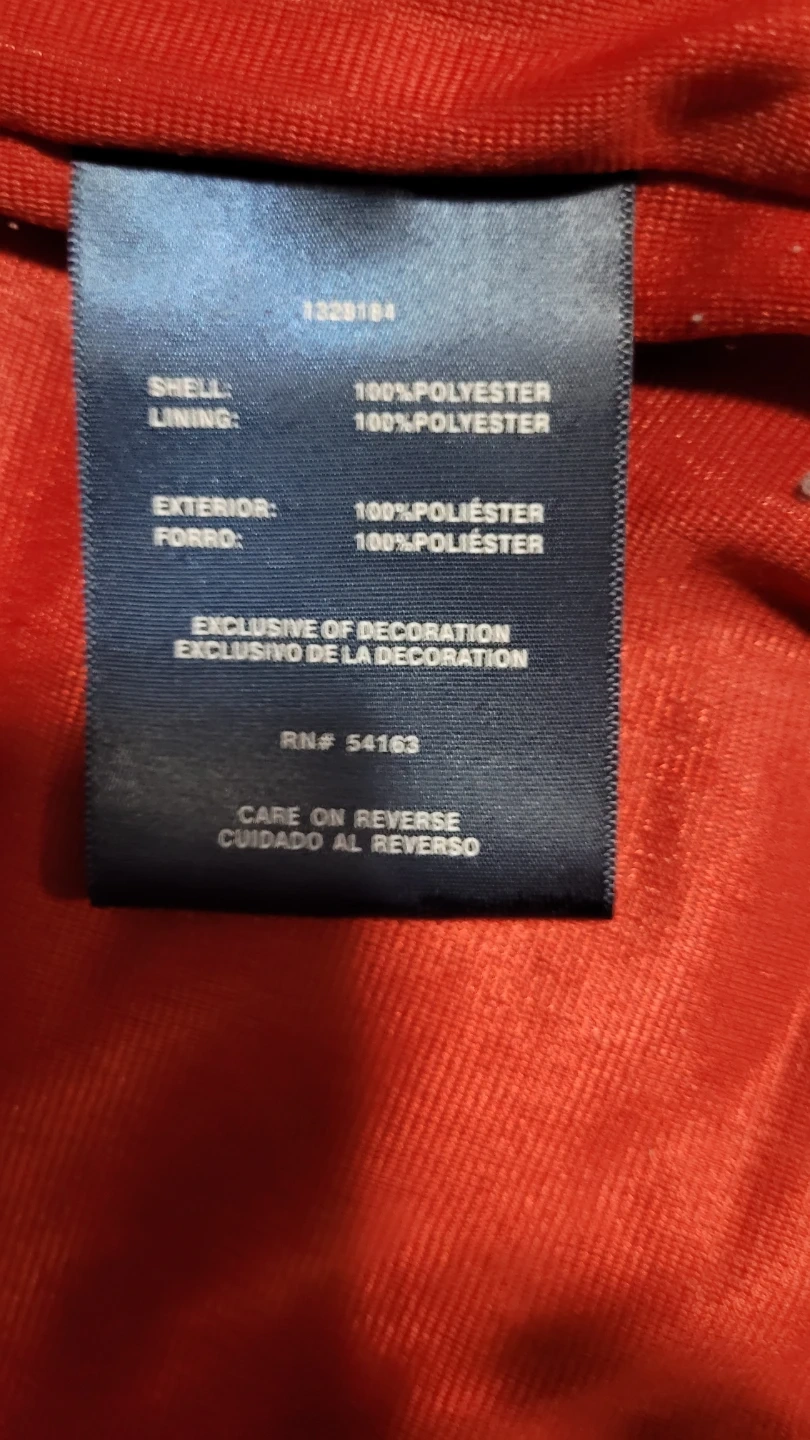 1328184
SHELL: 100%POLYESTER
LINING: 100%POLYESTER
EXTERIOR: 100%POLIÉSTER
FORRO: 100%POLIÉSTER
EXCLUSIVE OF DECORATION
EXCLUSIVO DE LA DECORATION
RN# 54163
CARE ON REVERSE
CUIDADO AL REVERSO